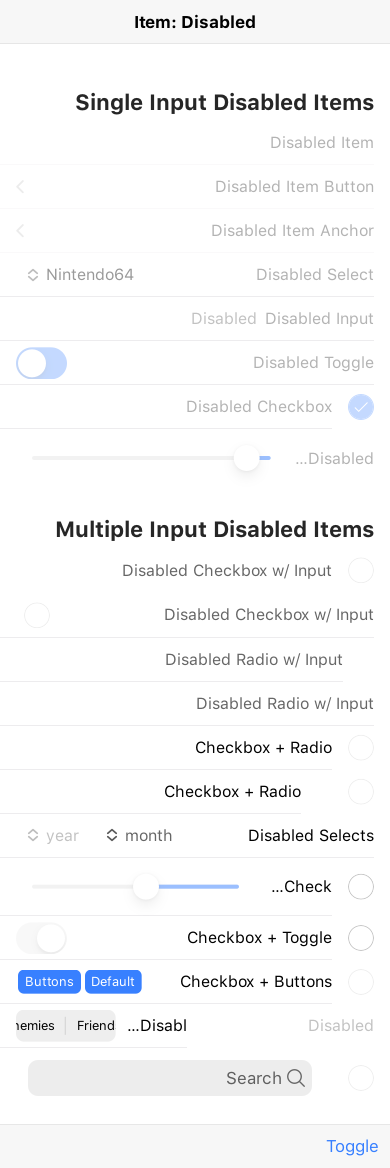 Item: Disabled
Single Input Disabled Items
Disabled Item
Disabled Item Button
Disabled Item Anchor
Disabled Select Nintendo64
Disabled Input Disabled
Disabled Toggle
Disabled Checkbox
...Disabled
Multiple Input Disabled Items
Disabled Checkbox w/ Input
Disabled Checkbox w/ Input
Disabled Radio w/ Input
Disabled Radio w/ Input
Checkbox + Radio
Checkbox + Radio
Disabled Selects month year
...Check
Checkbox + Toggle
Checkbox + Buttons Default Buttons
Disabled ...Disabl Friend nemies
Search
Toggle